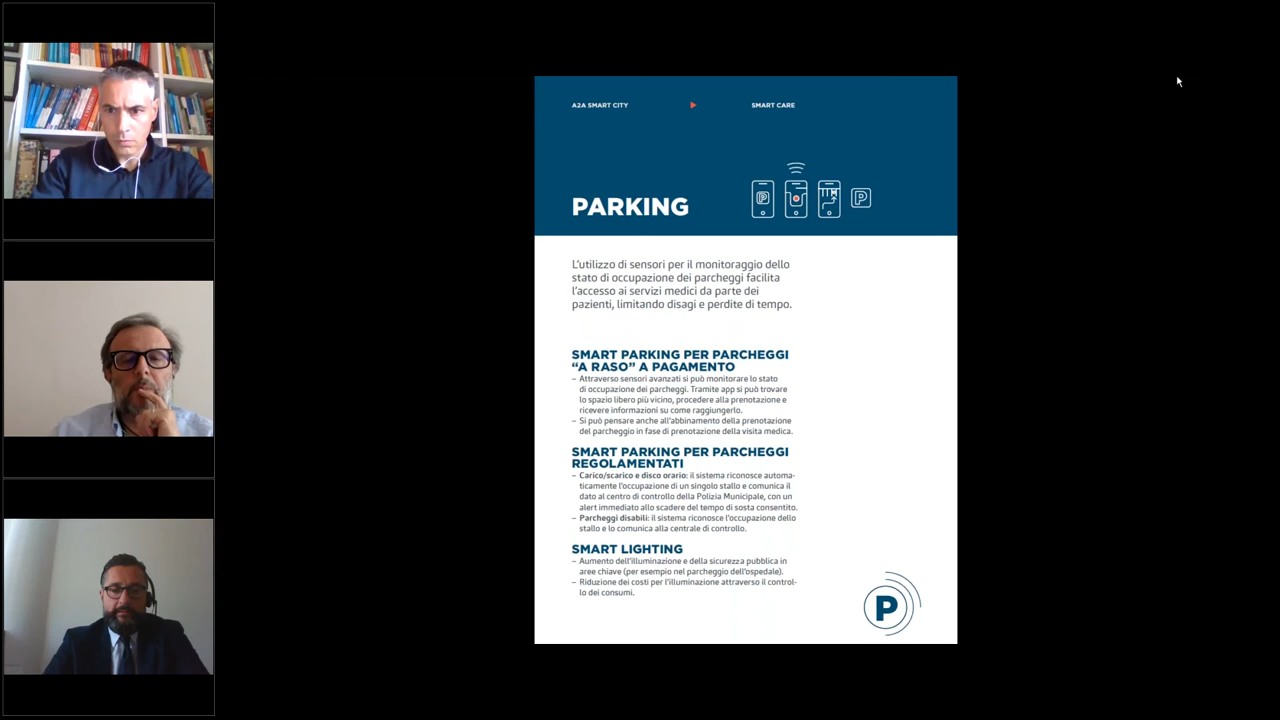 A2A SMART CITY
SMART CARE
PARKING
L'utilizzo di sensori per il monitoraggio dello
stato di occupazione dei parcheggi facilita
l'accesso ai servizi medici da parte dei
pazienti, limitando disagi e perdite di tempo.
SMART PARKING PER PARCHEGGI
“A RASO” A PAGAMENTO
– Attraverso sensori avanzati si può monitorare lo stato
di occupazione dei parcheggi. Tramite app si può trovare
lo spazio libero più vicino, procedere alla prenotazione e
ricevere informazioni su come raggiungerlo.
– Si può pensare anche all'abbinamento della prenotazione
del parcheggio in fase di prenotazione della visita medica.
SMART PARKING PER PARCHEGGI
REGOLAMENTATI
– Carico/scarico e disco orario: il sistema riconosce automa-
ticamente l'occupazione di un singolo stallo e comunica il
dato al centro di controllo della Polizia Municipale, con un
alert immediato allo scadere del tempo di sosta consentito.
– Parcheggi disabili: il sistema riconosce l'occupazione dello
stallo e lo comunica alla centrale di controllo.
SMART LIGHTING
– Aumento dell'illuminazione e della sicurezza pubblica in
aree chiave (per esempio nel parcheggio dell'ospedale).
– Riduzione dei costi per l'illuminazione attraverso il control-
lo dei consumi.
P